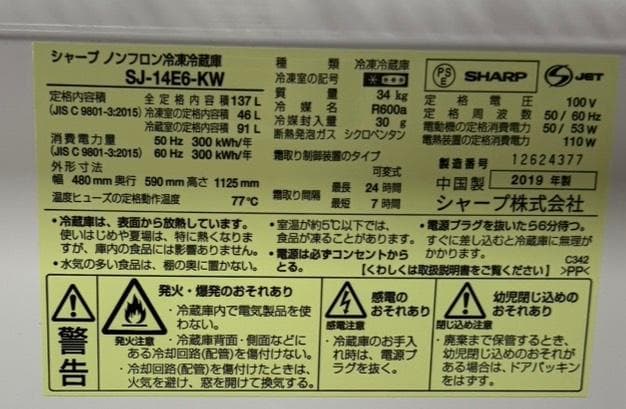 シャープ ノンフロン冷凍冷蔵庫
SJ-14E6-KW
定格内容積 全定格内容積 137 L
(JIS C 9801-3:2015) 冷凍室の定格内容積 46 L
冷蔵室の定格内容積 91 L
消費電力量 50 Hz 300 kWh/年
(JIS C 9801-3:2015) 60 Hz 300 kWh/年
外形寸法
幅 480 mm 奥行 590 mm 高さ 1125 mm
温度ヒューズの定格動作温度 77℃
種類 冷凍冷蔵庫
冷凍室の記号
質量 34 kg
冷媒名 R600a
冷媒封入量 30 g
断熱発泡ガス シクロペンタン
霜取り制御装置のタイプ
可変式
霜取り間隔 最長 24 時間
最短 7 時間
PSE SHARP S JET
定格電圧 100 V
定格周波数 50 / 60 Hz
電動機の定格消費電力 50 / 53 W
電熱装置の定格消費電力 110 W
製造番号 12624377
中国製 2019 年製
シャープ株式会社
・冷蔵庫は、表面から放熱しています。
使いはじめや夏場は、特に熱くなりま
すが、庫内の食品には影響ありません。
・水気の多い食品は、棚の奥に置かない。
・室温が約5℃以下では、
食品が凍ることがあります。
・電源は必ずコンセントから
とる。
・電源プラグを抜いたら6分待つ。
すぐに差し込むと冷蔵庫に無理が
かかります。
【くわしくは取扱説明書をご覧ください】
C342
>PP<
警告
発火・爆発のおそれあり
発火注意
・冷蔵庫内で電気製品を使
わない。
・冷蔵庫背面・側面などに
ある冷却回路(配管)を傷付けない。
・冷却回路(配管)を傷付けたときは、
火気を避け、窓を開けて換気する。
感電の
おそれあり
感電注意
・冷蔵庫のお手入
れ時は、電源プラ
グを抜く。
幼児閉じ込めの
おそれあり
閉じ込め注意
・廃棄まで保管するとき、
幼児閉じ込めのおそれが
ある場合は、ドアパッキン
をはずす。